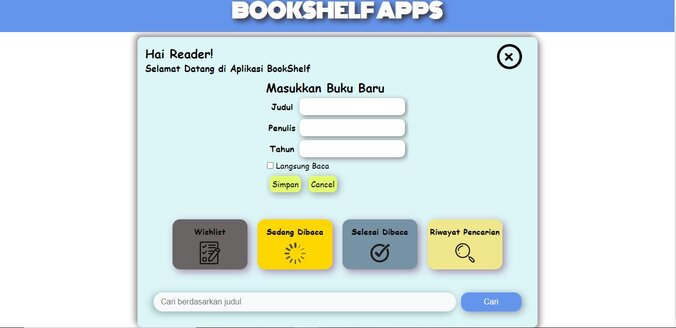 BOOKSHELF APPS
Hai Reader!
Selamat Datang di Aplikasi BookShelf
Masukkan Buku Baru
Judul
Penulis
Tahun
Langsung Baca
Simpan Cancel
Wishlist Sedang Dibaca Selesai Dibaca Riwayat Pencarian
Cari berdasarkan judul Cari